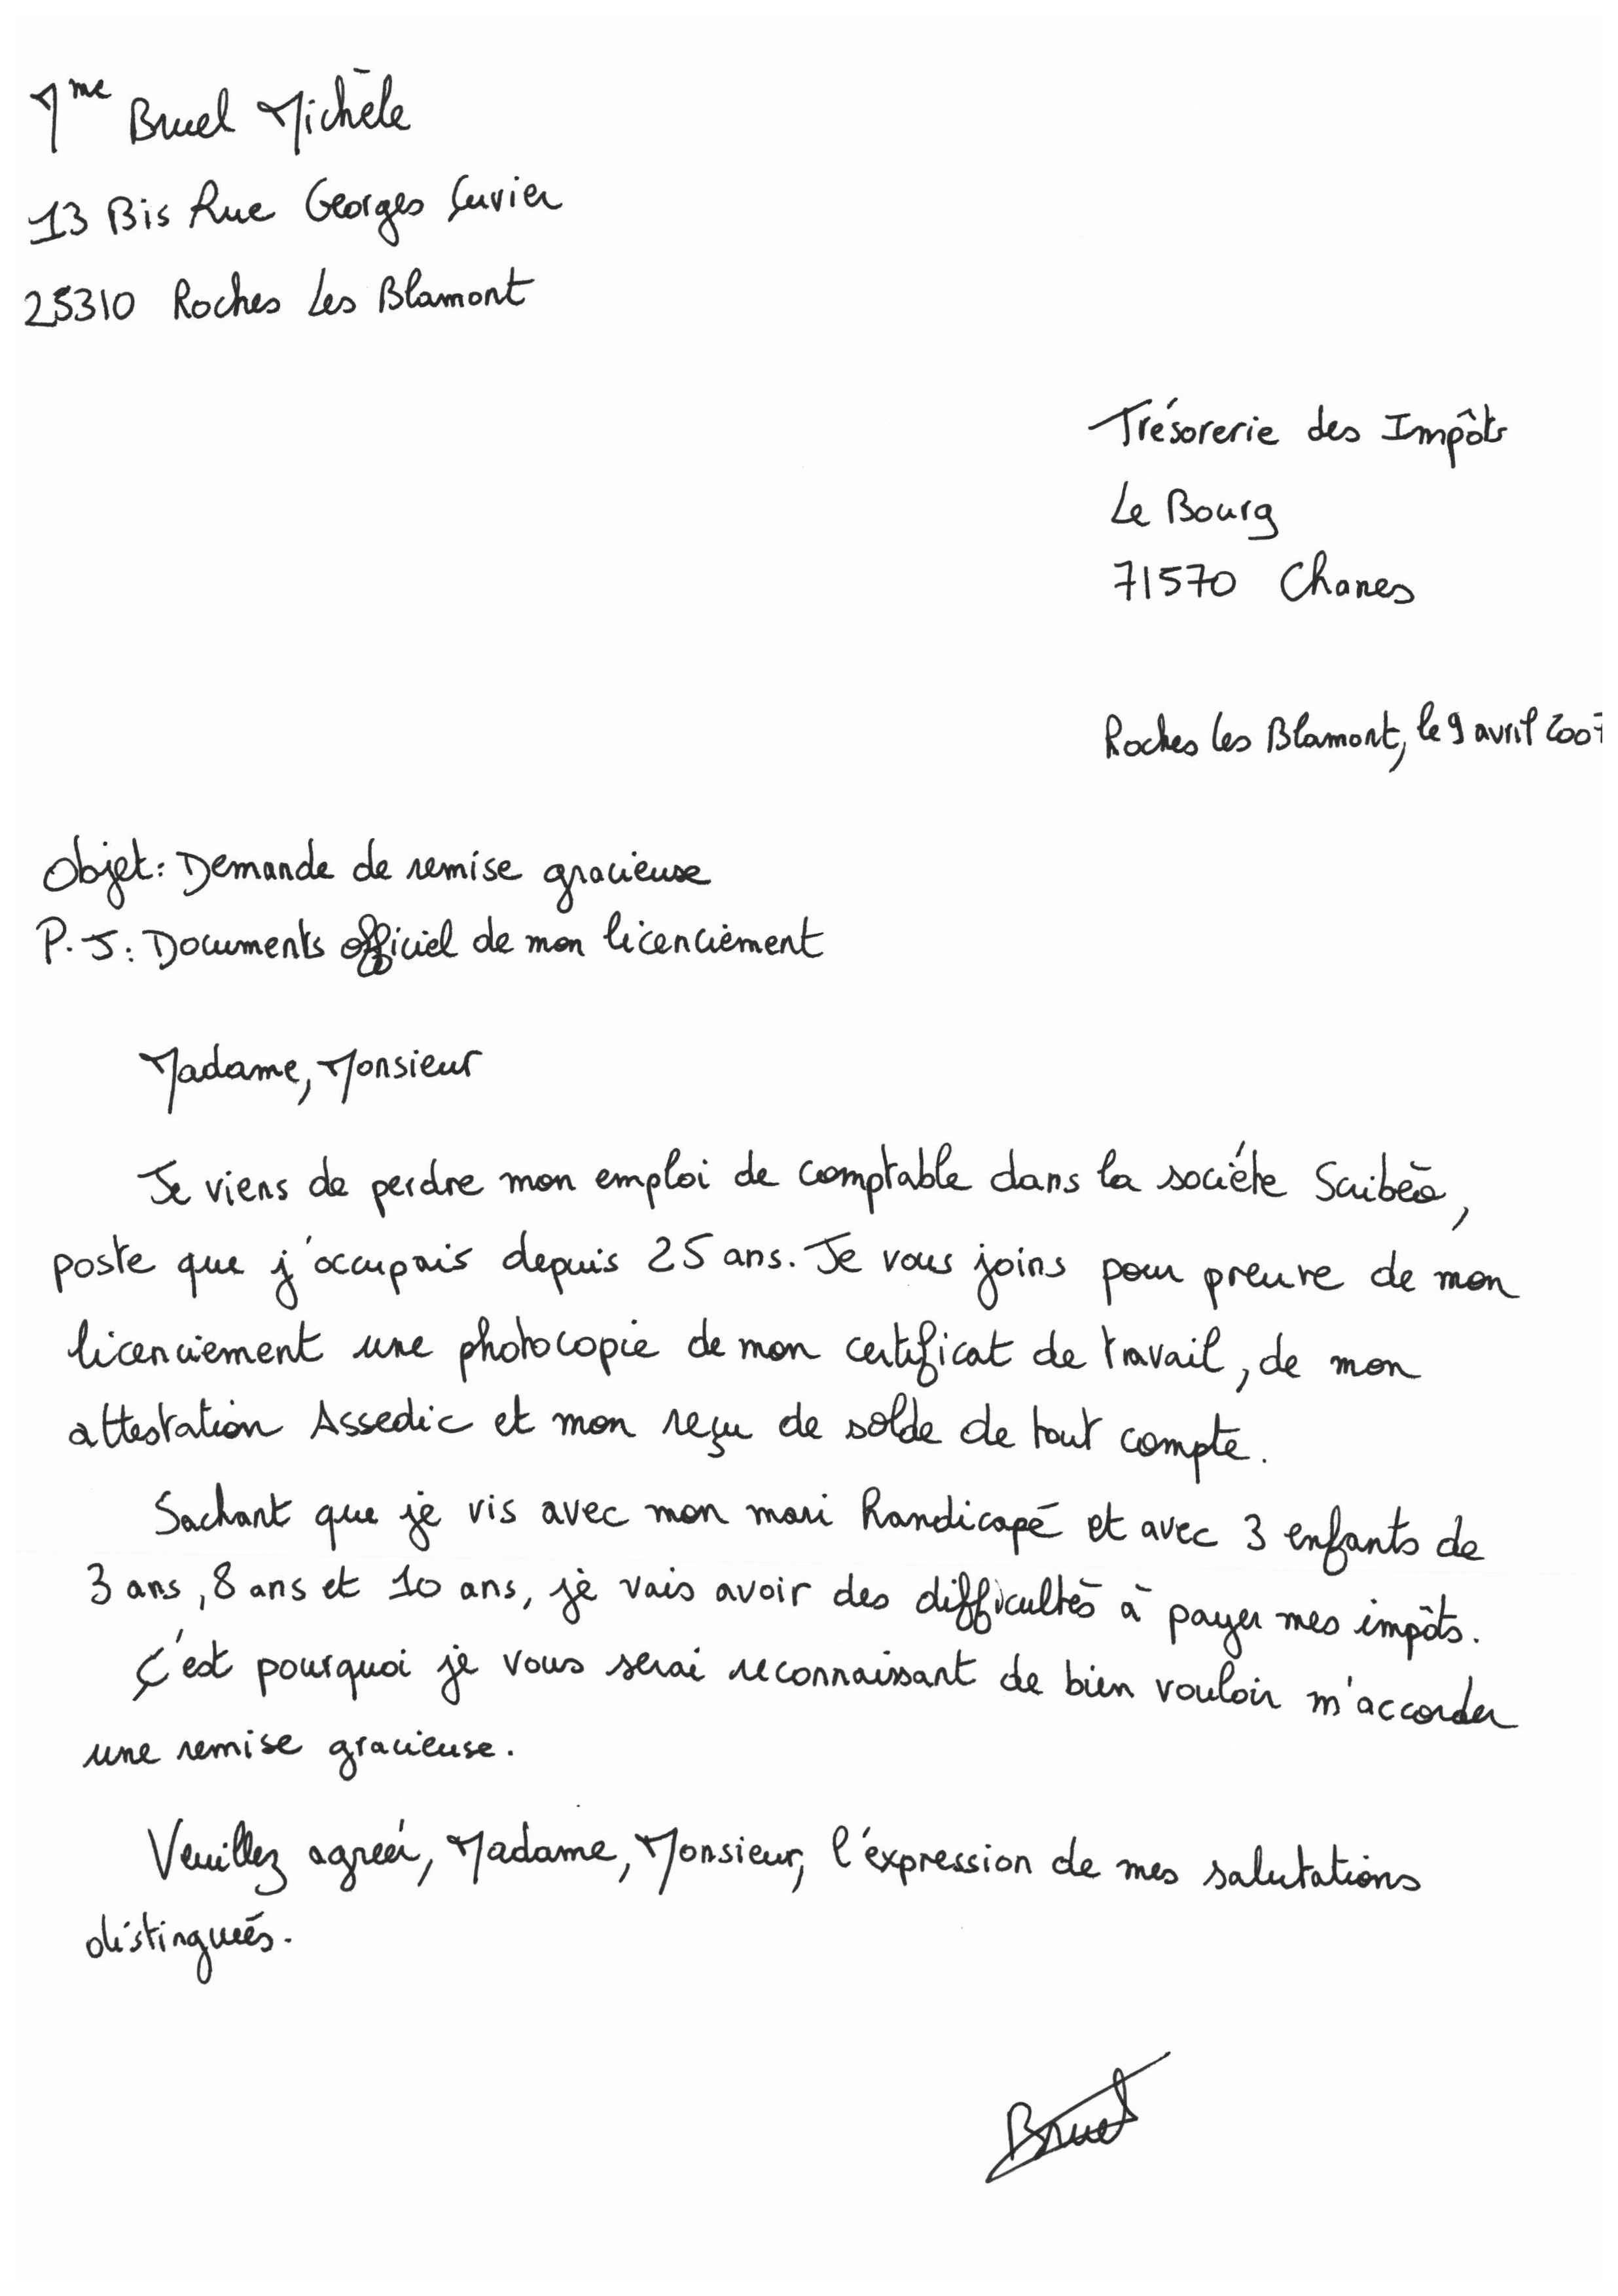 Mme Bruel Michèle
13 Bis Rue Georges Cuvier
25310 Roches Les Blamont
Trésorerie des Impôts
Le Bourg
71570 Chanes
Roches les Blamont, le 9 avril 2007
Objet: Demande de remise gracieuse
P.J: Documents officiel de mon licenciement
Madame, Monsieur
Je viens de perdre mon emploi de comptable dans la société Scribéo,
poste que j'occupais depuis 25 ans. Je vous joins pour preuve de mon
licenciement une photocopie de mon certificat de travail, de mon
attestation Assedic et mon reçu de solde de tout compte.
Sachant que je vis avec mon mari handicapé et avec 3 enfants de
3 ans, 8 ans et 10 ans, je vais avoir des difficultés à payer mes impôts.
C'est pourquoi je vous serai reconnaissant de bien vouloir m'accorder
une remise gracieuse.
Veuillez agréer, Madame, Monsieur, l'expression de mes salutations
distingués.
Bruel